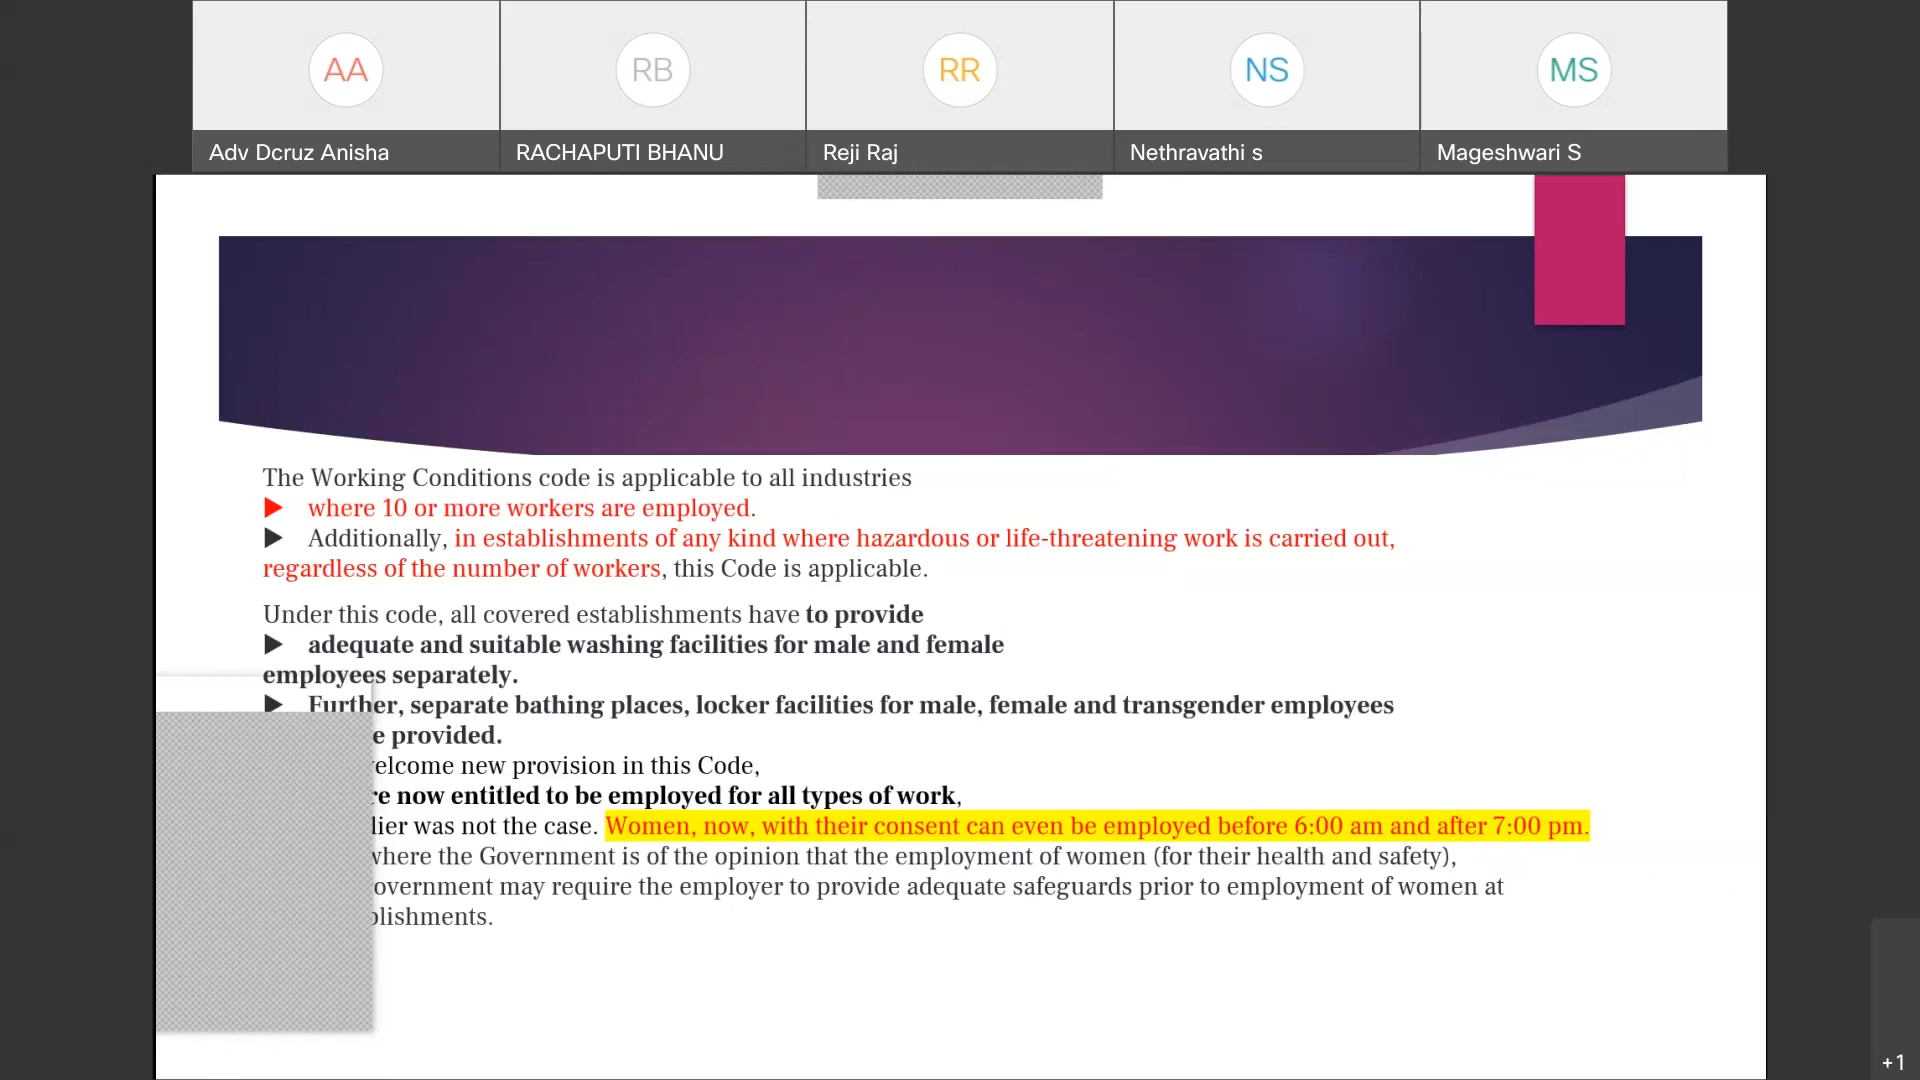 AA
RB
RR
NS
MS
Adv Dcruz Anisha
RACHAPUTI BHANU
Reji Raj
Nethravathi s
Mageshwari S
The Working Conditions code is applicable to all industries
where 10 or more workers are employed.
Additionally, in establishments of any kind where hazardous or life-threatening work is carried out,
regardless of the number of workers, this Code is applicable.
Under this code, all covered establishments have to provide
adequate and suitable washing facilities for male and female
employees separately.
Further, separate bathing places, locker facilities for male, female and transgender employees
provided.
new provision in this Code,
now entitled to be employed for all types of work,
was not the case. Women, now, with their consent can even be employed before 6:00 am and after 7:00 pm.
where the Government is of the opinion that the employment of women (for their health and safety),
may require the employer to provide adequate safeguards prior to employment of women at
+1